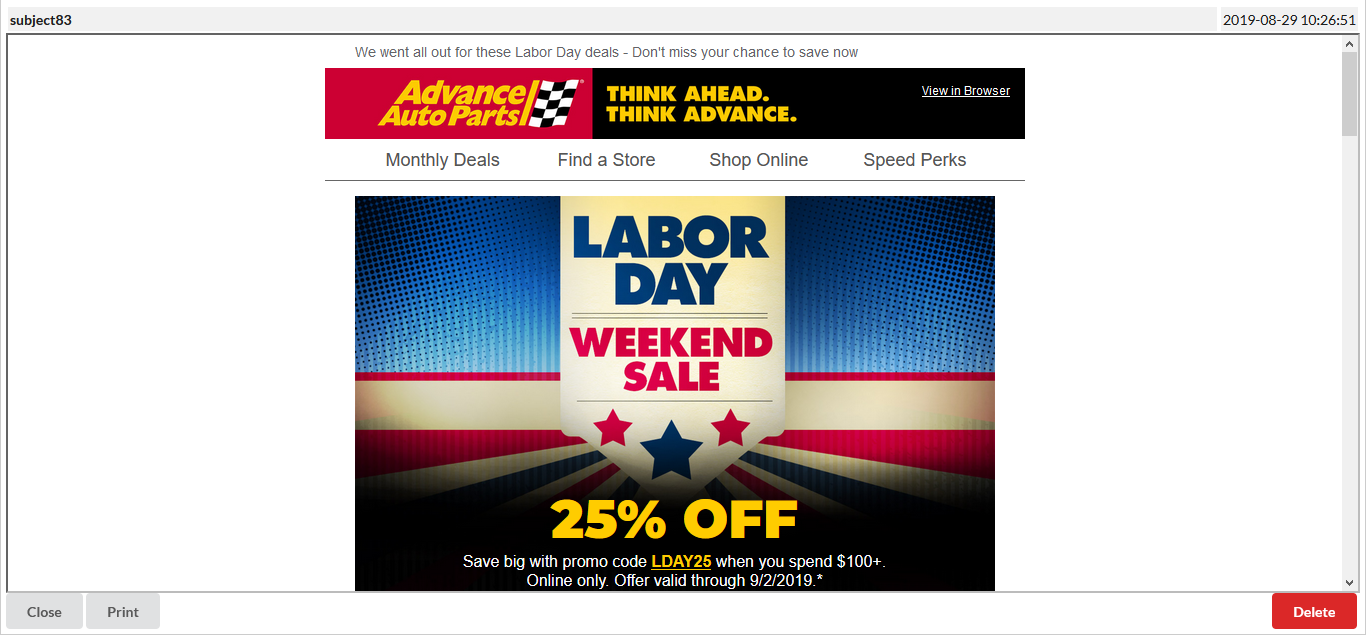 subject83
2019-08-29 10:26:51
We went all out for these Labor Day deals - Don't miss your chance to save now
Advance
Auto Parts
THINK AHEAD.
THINK ADVANCE.
View in Browser
Monthly Deals
Find a Store
Shop Online
Speed Perks
LABOR
DAY
WEEKEND
SALE
25% OFF
Save big with promo code LDAY25 when you spend $100+.
Online only. Offer valid through 9/2/2019.*
Close
Print
Delete